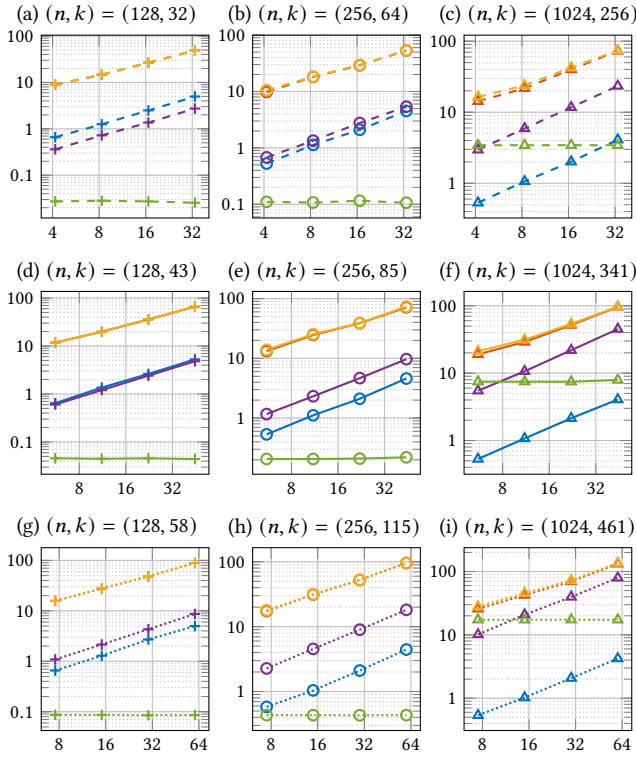 (a) (n, k) = (128, 32)
100
10
1
0.1
4 8 16 32
(b) (n, k) = (256, 64)
100
10
1
0.1
4 8 16 32
(c) (n, k) = (1024, 256)
100
10
1
4 8 16 32
(d) (n, k) = (128, 43)
100
10
1
0.1
8 16 32
(e) (n, k) = (256, 85)
100
10
1
8 16 32
(f) (n, k) = (1024, 341)
100
10
1
8 16 32
(g) (n, k) = (128, 58)
100
10
1
0.1
8 16 32 64
(h) (n, k) = (256, 115)
100
10
1
8 16 32 64
(i) (n, k) = (1024, 461)
100
10
1
8 16 32 64